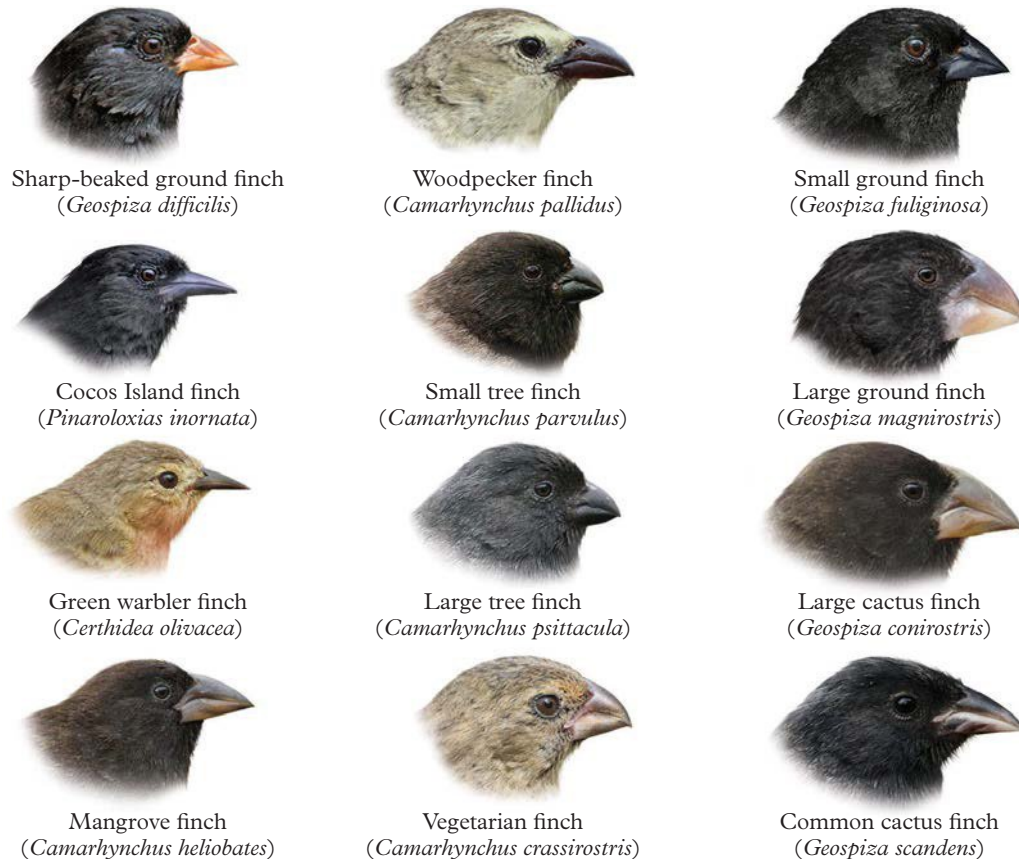 Sharp-beaked ground finch
(Geospiza difficilis)
Woodpecker finch
(Camarhynchus pallidus)
Small ground finch
(Geospiza fuliginosa)
Cocos Island finch
(Pinaroloxias inornata)
Small tree finch
(Camarhynchus parvulus)
Large ground finch
(Geospiza magnirostris)
Green warbler finch
(Certhidea olivacea)
Large tree finch
(Camarhynchus psittacula)
Large cactus finch
(Geospiza conirostris)
Mangrove finch
(Camarhynchus heliobates)
Vegetarian finch
(Camarhynchus crassirostris)
Common cactus finch
(Geospiza scandens)